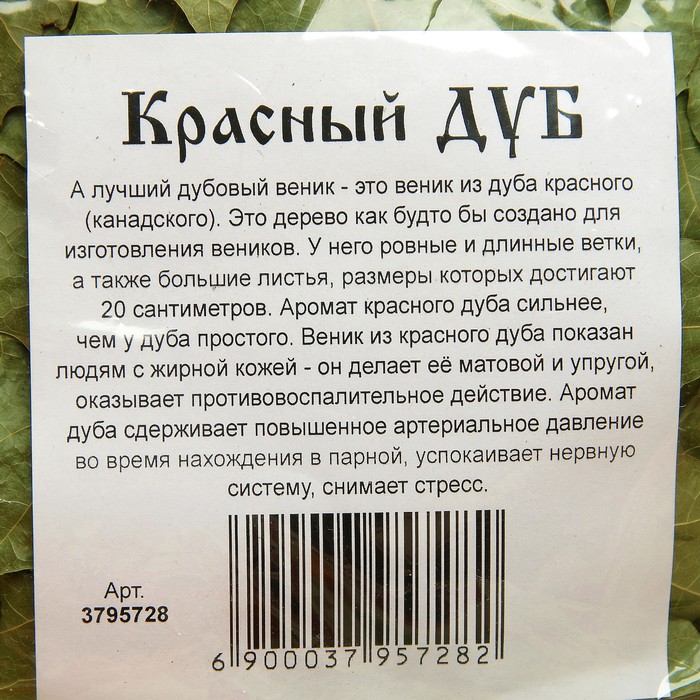 Красный ДУБ
А лучший дубовый веник - это веник из дуба красного
(канадского). Это дерево как будто бы создано для
изготовления веников. У него ровные и длинные ветки,
а также большие листья, размеры которых достигают
20 сантиметров. Аромат красного дуба сильнее,
чем у дуба простого. Веник из красного дуба показан
людям с жирной кожей - он делает её матовой и упругой,
оказывает противовоспалительное действие. Аромат
дуба сдерживает повышенное артериальное давление
во время нахождения в парной, успокаивает нервную
систему, снимает стресс.
Арт.
3795728
6 900037 957282